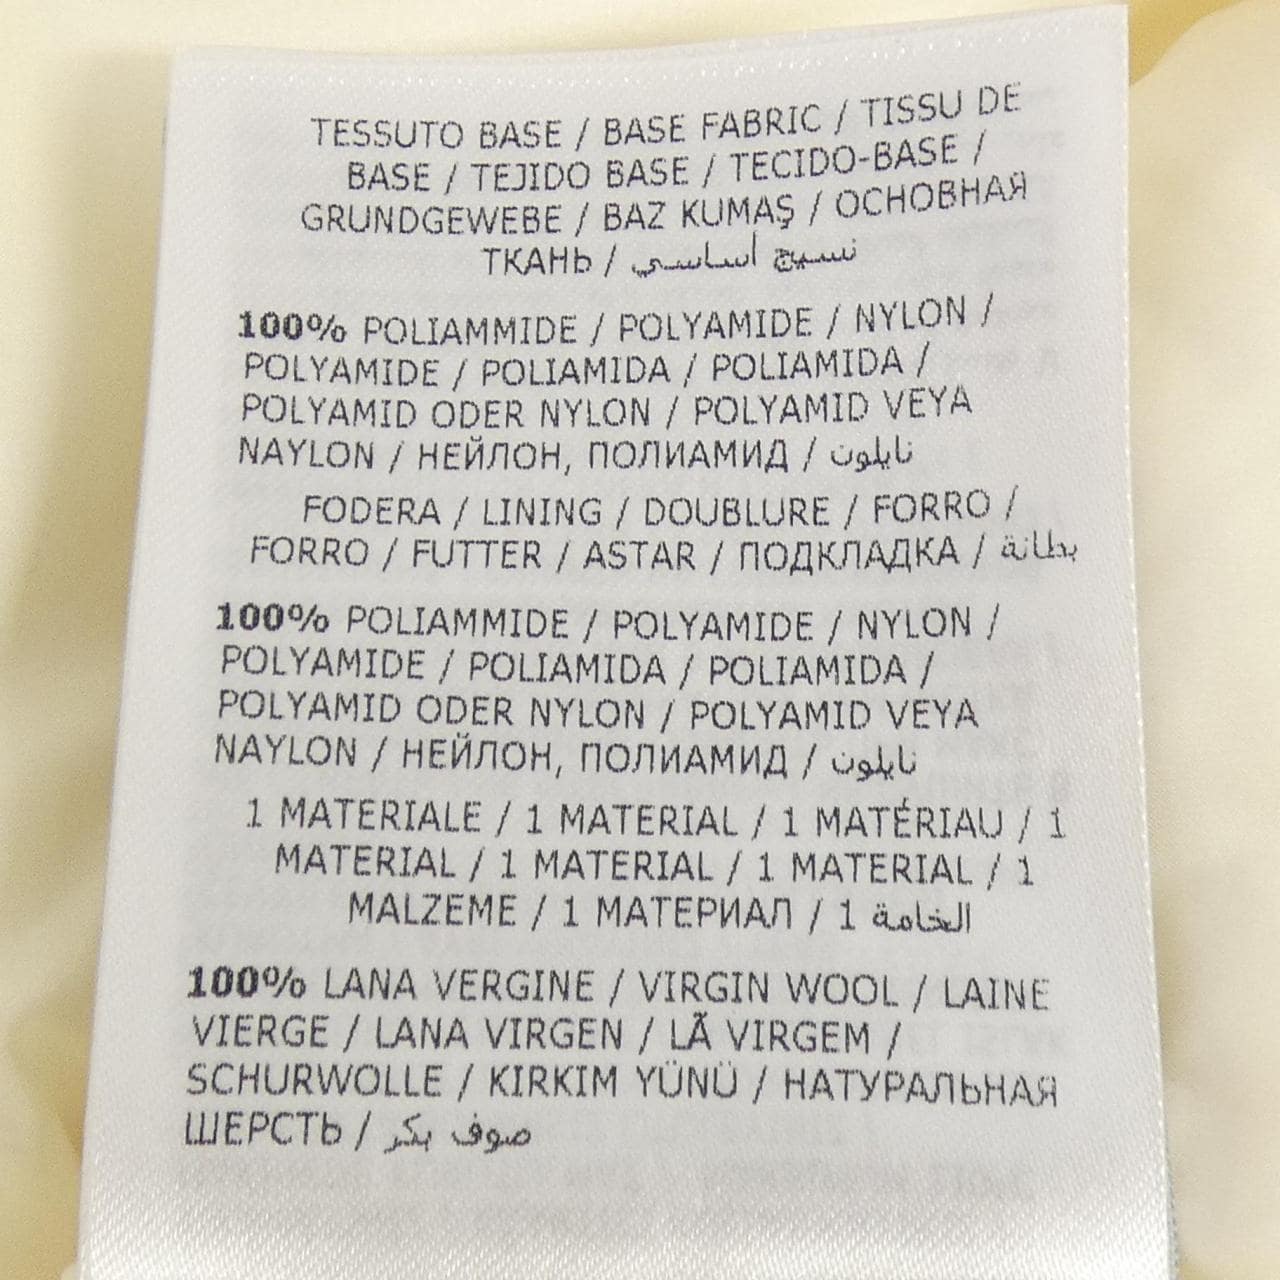 TESSUTO BASE / BASE FABRIC / TISSU DE
BASE / TEJIDO BASE / TECIDO-BASE /
GRUNDGEWEBE / BAZ KUMAŞ / ОСНОВНАЯ
ТКАНЬ / نسيج أساسي
100% POLIAMMIDE / POLYAMIDE / NYLON /
POLYAMIDE / POLIAMIDA / POLIAMIDA /
POLYAMID ODER NYLON / POLYAMID VEYA
NAYLON / НЕЙЛОН, ПОЛИАМИД / نايلون
FODERA / LINING / DOUBLURE / FORRO /
FORRO / FUTTER / ASTAR / ПОДКЛАДКА / بطانة
100% POLIAMMIDE / POLYAMIDE / NYLON /
POLYAMIDE / POLIAMIDA / POLIAMIDA /
POLYAMID ODER NYLON / POLYAMID VEYA
NAYLON / НЕЙЛОН, ПОЛИАМИД / نايلون
1 MATERIALE / 1 MATERIAL / 1 MATÉRIAU / 1
MATERIAL / 1 MATERIAL / 1 MATERIAL / 1
MALZEME / 1 МАТЕРИАЛ / 1 الخامة
100% LANA VERGINE / VIRGIN WOOL / LAINE
VIERGE / LANA VIRGEN / LÃ VIRGEM /
SCHURWOLLE / KIRKIM YÜNÜ / НАТУРАЛЬНАЯ
ШЕРСТЬ / صوف بكر